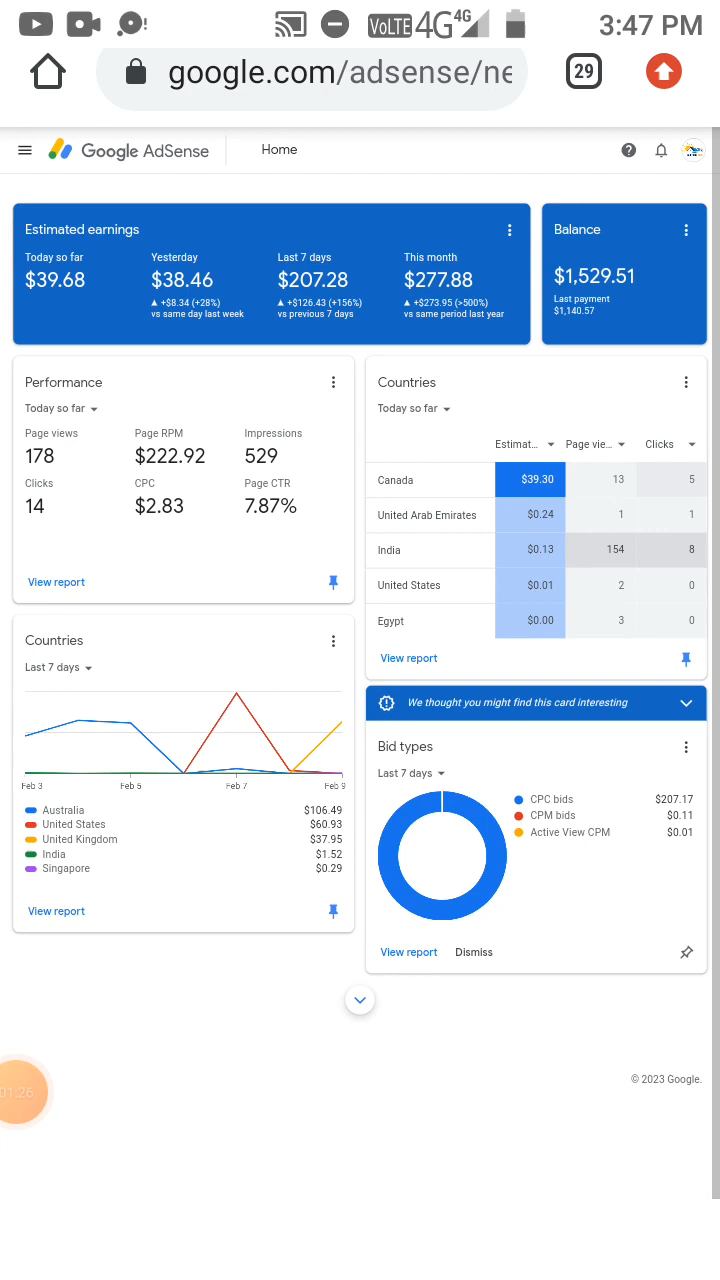 VoLTE 4G 4G 3:47 PM
google.com/adsense/ne
29
Google AdSense Home
Estimated earnings
Today so far Yesterday Last 7 days This month
$39.68 $38.46 $207.28 $277.88
+$8.34 (+28%) +$126.43 (+156%) +$273.95 (>500%)
vs same day last week vs previous 7 days vs same period last year
Balance
$1,529.51
Last payment
$1,140.57
Performance
Today so far
Page views Page RPM Impressions
178 $222.92 529
Clicks CPC Page CTR
14 $2.83 7.87%
View report
Countries
Today so far
Estimat... Page vie... Clicks
Canada $39.30 13 5
United Arab Emirates $0.24 1 1
India $0.13 154 8
United States $0.01 2 0
Egypt $0.00 3 0
View report
Countries
Last 7 days
Feb 3 Feb 5 Feb 7 Feb 9
Australia $106.49
United States $60.93
United Kingdom $37.95
India $1.52
Singapore $0.29
View report
We thought you might find this card interesting
Bid types
Last 7 days
CPC bids $207.17
CPM bids $0.11
Active View CPM $0.01
View report Dismiss
© 2023 Google.
01:26